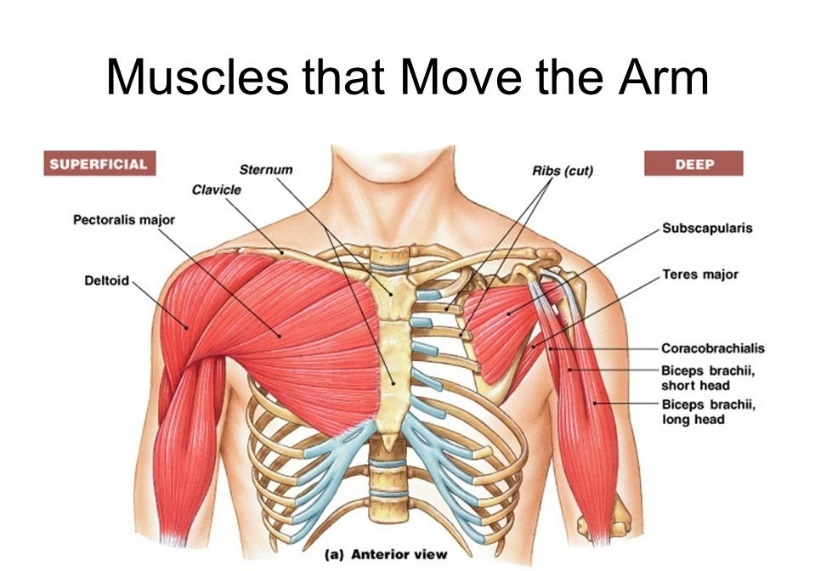 Muscles that Move the Arm
SUPERFICIAL
DEEP
Sternum
Ribs (cut)
Clavicle
Pectoralis major
Subscapularis
Deltoid
Teres major
Coracobrachialis
Biceps brachii,
short head
Biceps brachii,
long head
(a) Anterior view